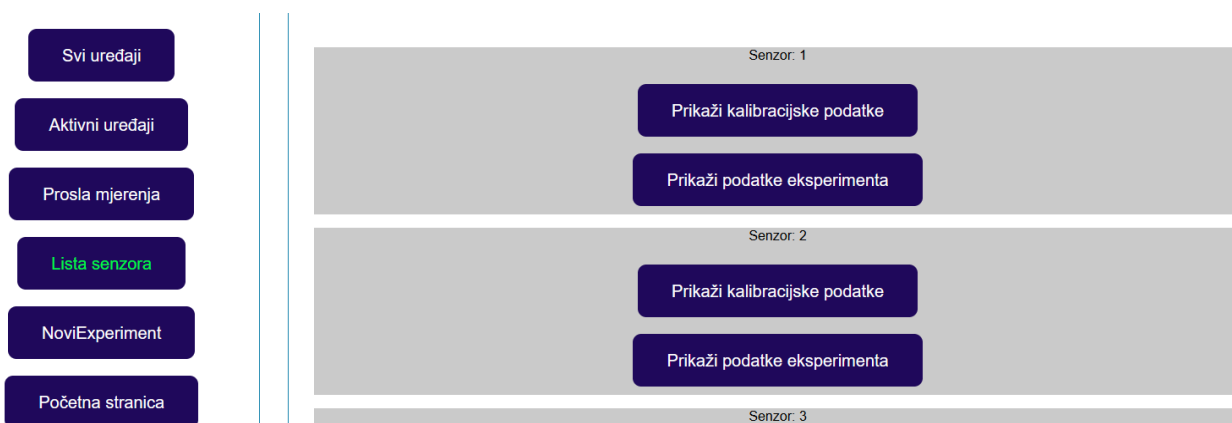 Svi uređaji
Aktivni uređaji
Prosla mjerenja
Lista senzora
NoviExperiment
Početna stranica
Senzor: 1
Prikaži kalibracijske podatke
Prikaži podatke eksperimenta
Senzor: 2
Prikaži kalibracijske podatke
Prikaži podatke eksperimenta
Senzor: 3